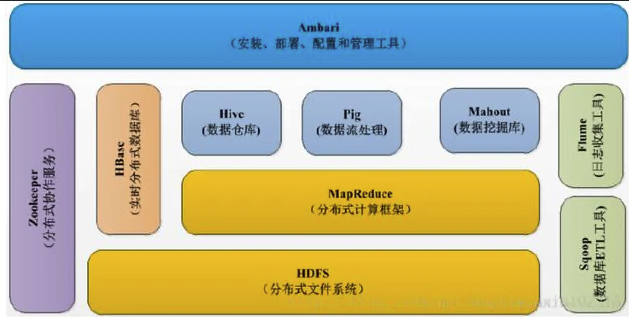 Ambari
(安装、部署、配置和管理工具)
Zookeeper
(分布式协作服务)
HBase
(实时分布式数据库)
Hive
(数据仓库)
Pig
(数据流处理)
Mahout
(数据挖掘库)
Flume
(日志收集工具)
MapReduce
(分布式计算框架)
Sqoop
(数据库ETL工具)
HDFS
(分布式文件系统)